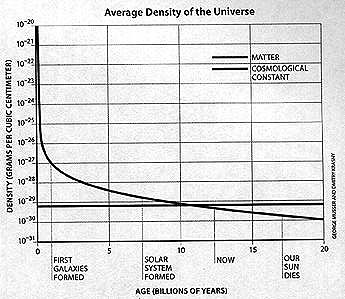 Average Density of the Universe
DENSITY (GRAMS PER CUBIC CENTIMETER)
10⁻²⁰
10⁻²¹
10⁻²²
10⁻²³
10⁻²⁴
10⁻²⁵
10⁻²⁶
10⁻²⁷
10⁻²⁸
10⁻²⁹
10⁻³⁰
10⁻³¹
MATTER
COSMOLOGICAL
CONSTANT
0 5 10 15 20
FIRST
GALAXIES
FORMED
SOLAR
SYSTEM
FORMED
NOW
OUR
SUN
DIES
AGE (BILLIONS OF YEARS)
GEORGE MUSSER AND DMITRY KRASNY